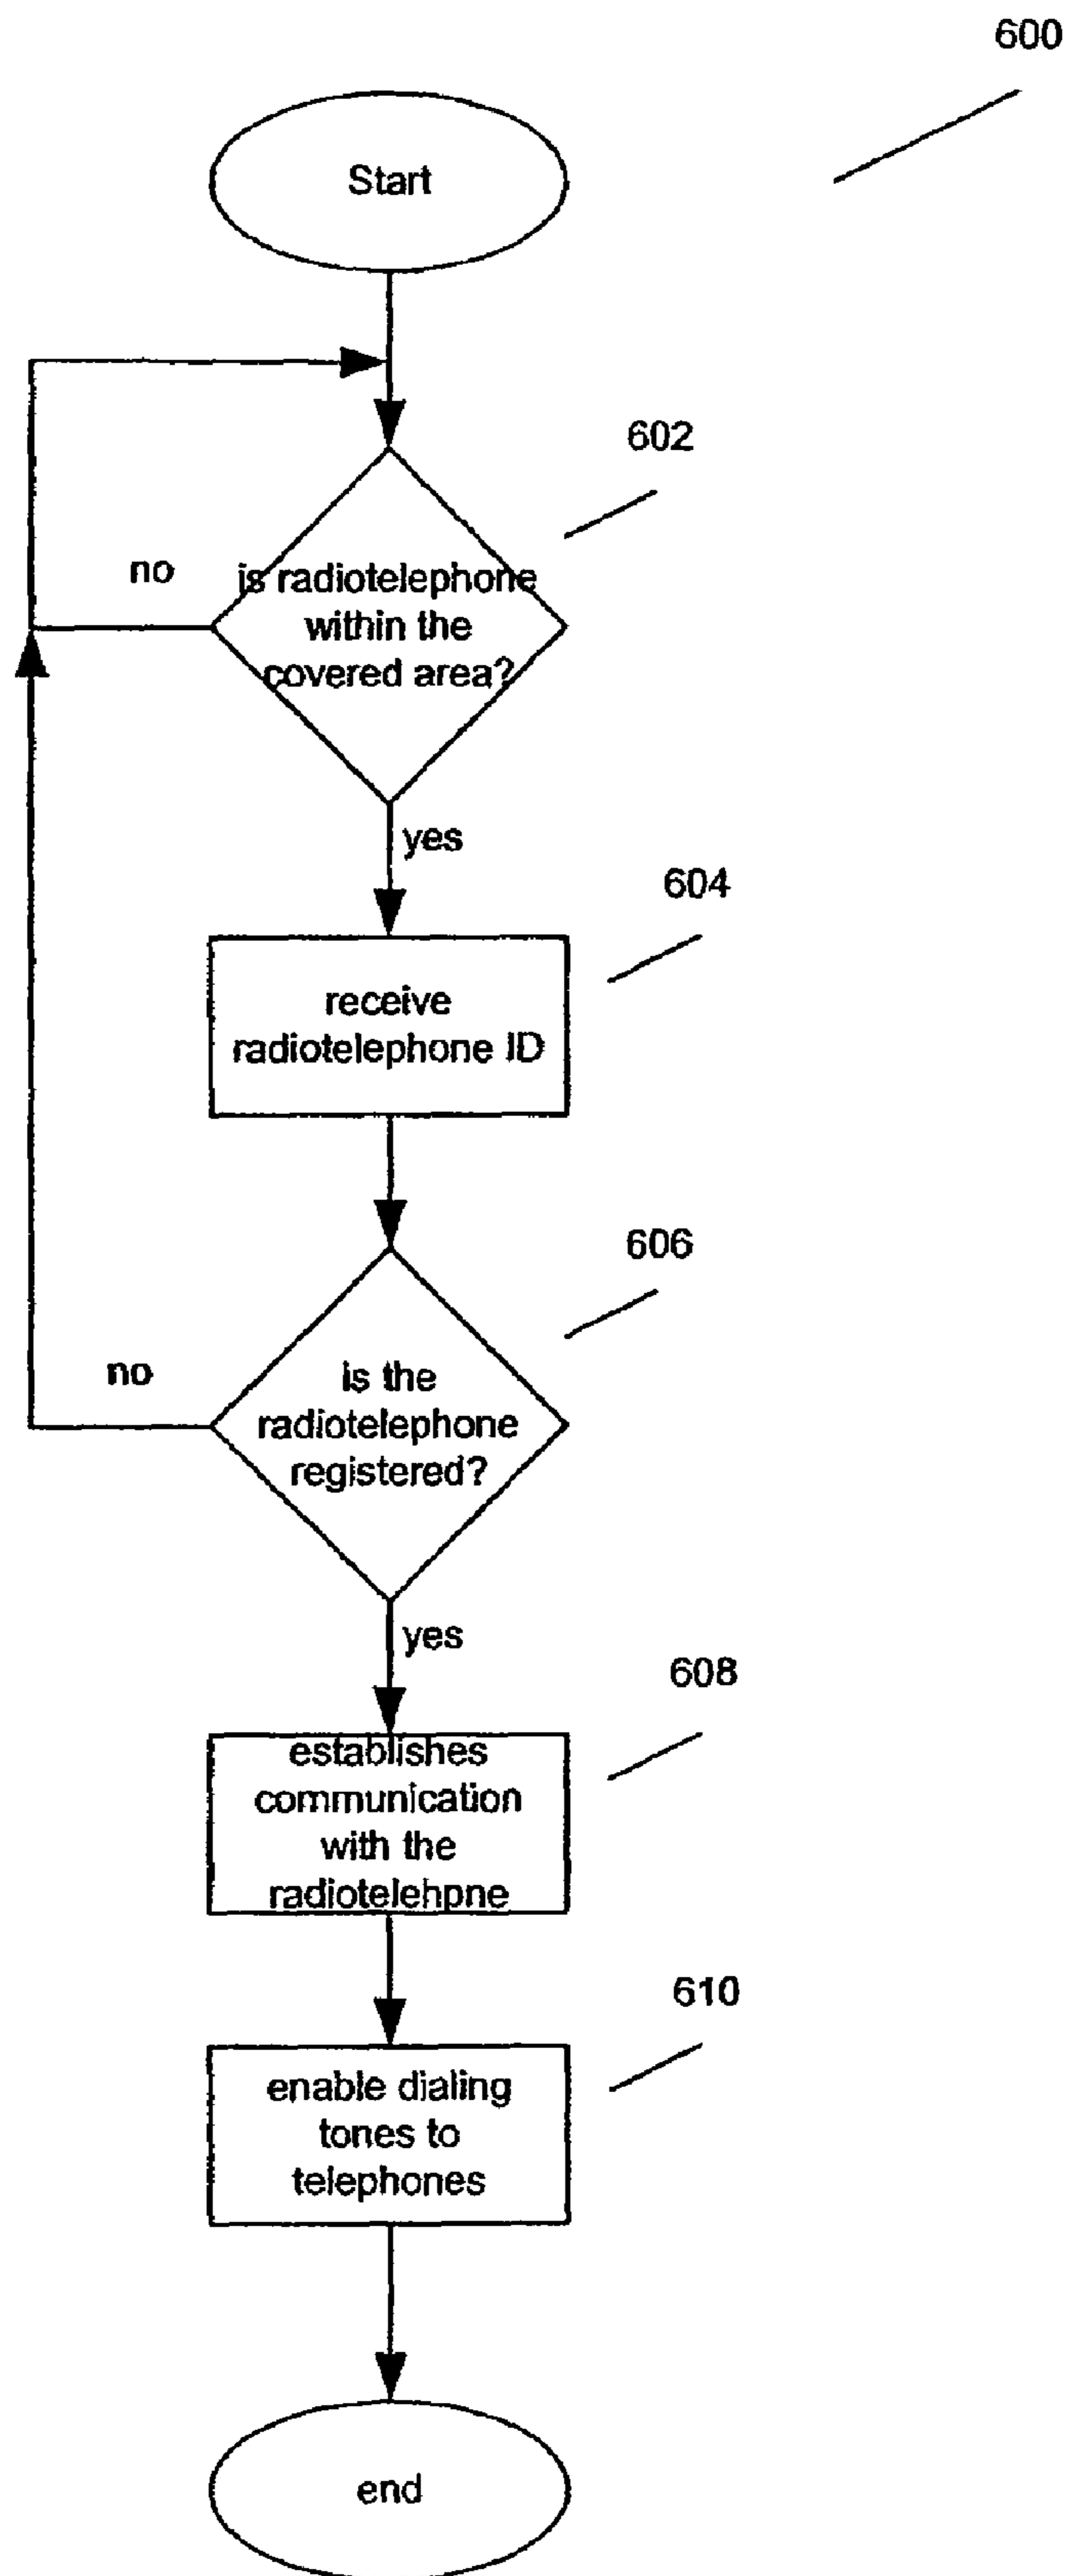 600
Start
602
no
is radiotelephone
within the
covered area?
yes
604
receive
radiotelephone ID
606
no
is the
radiotelephone
registered?
yes
608
establishes
communication
with the
radiotelehpne
610
enable dialing
tones to
telephones
end